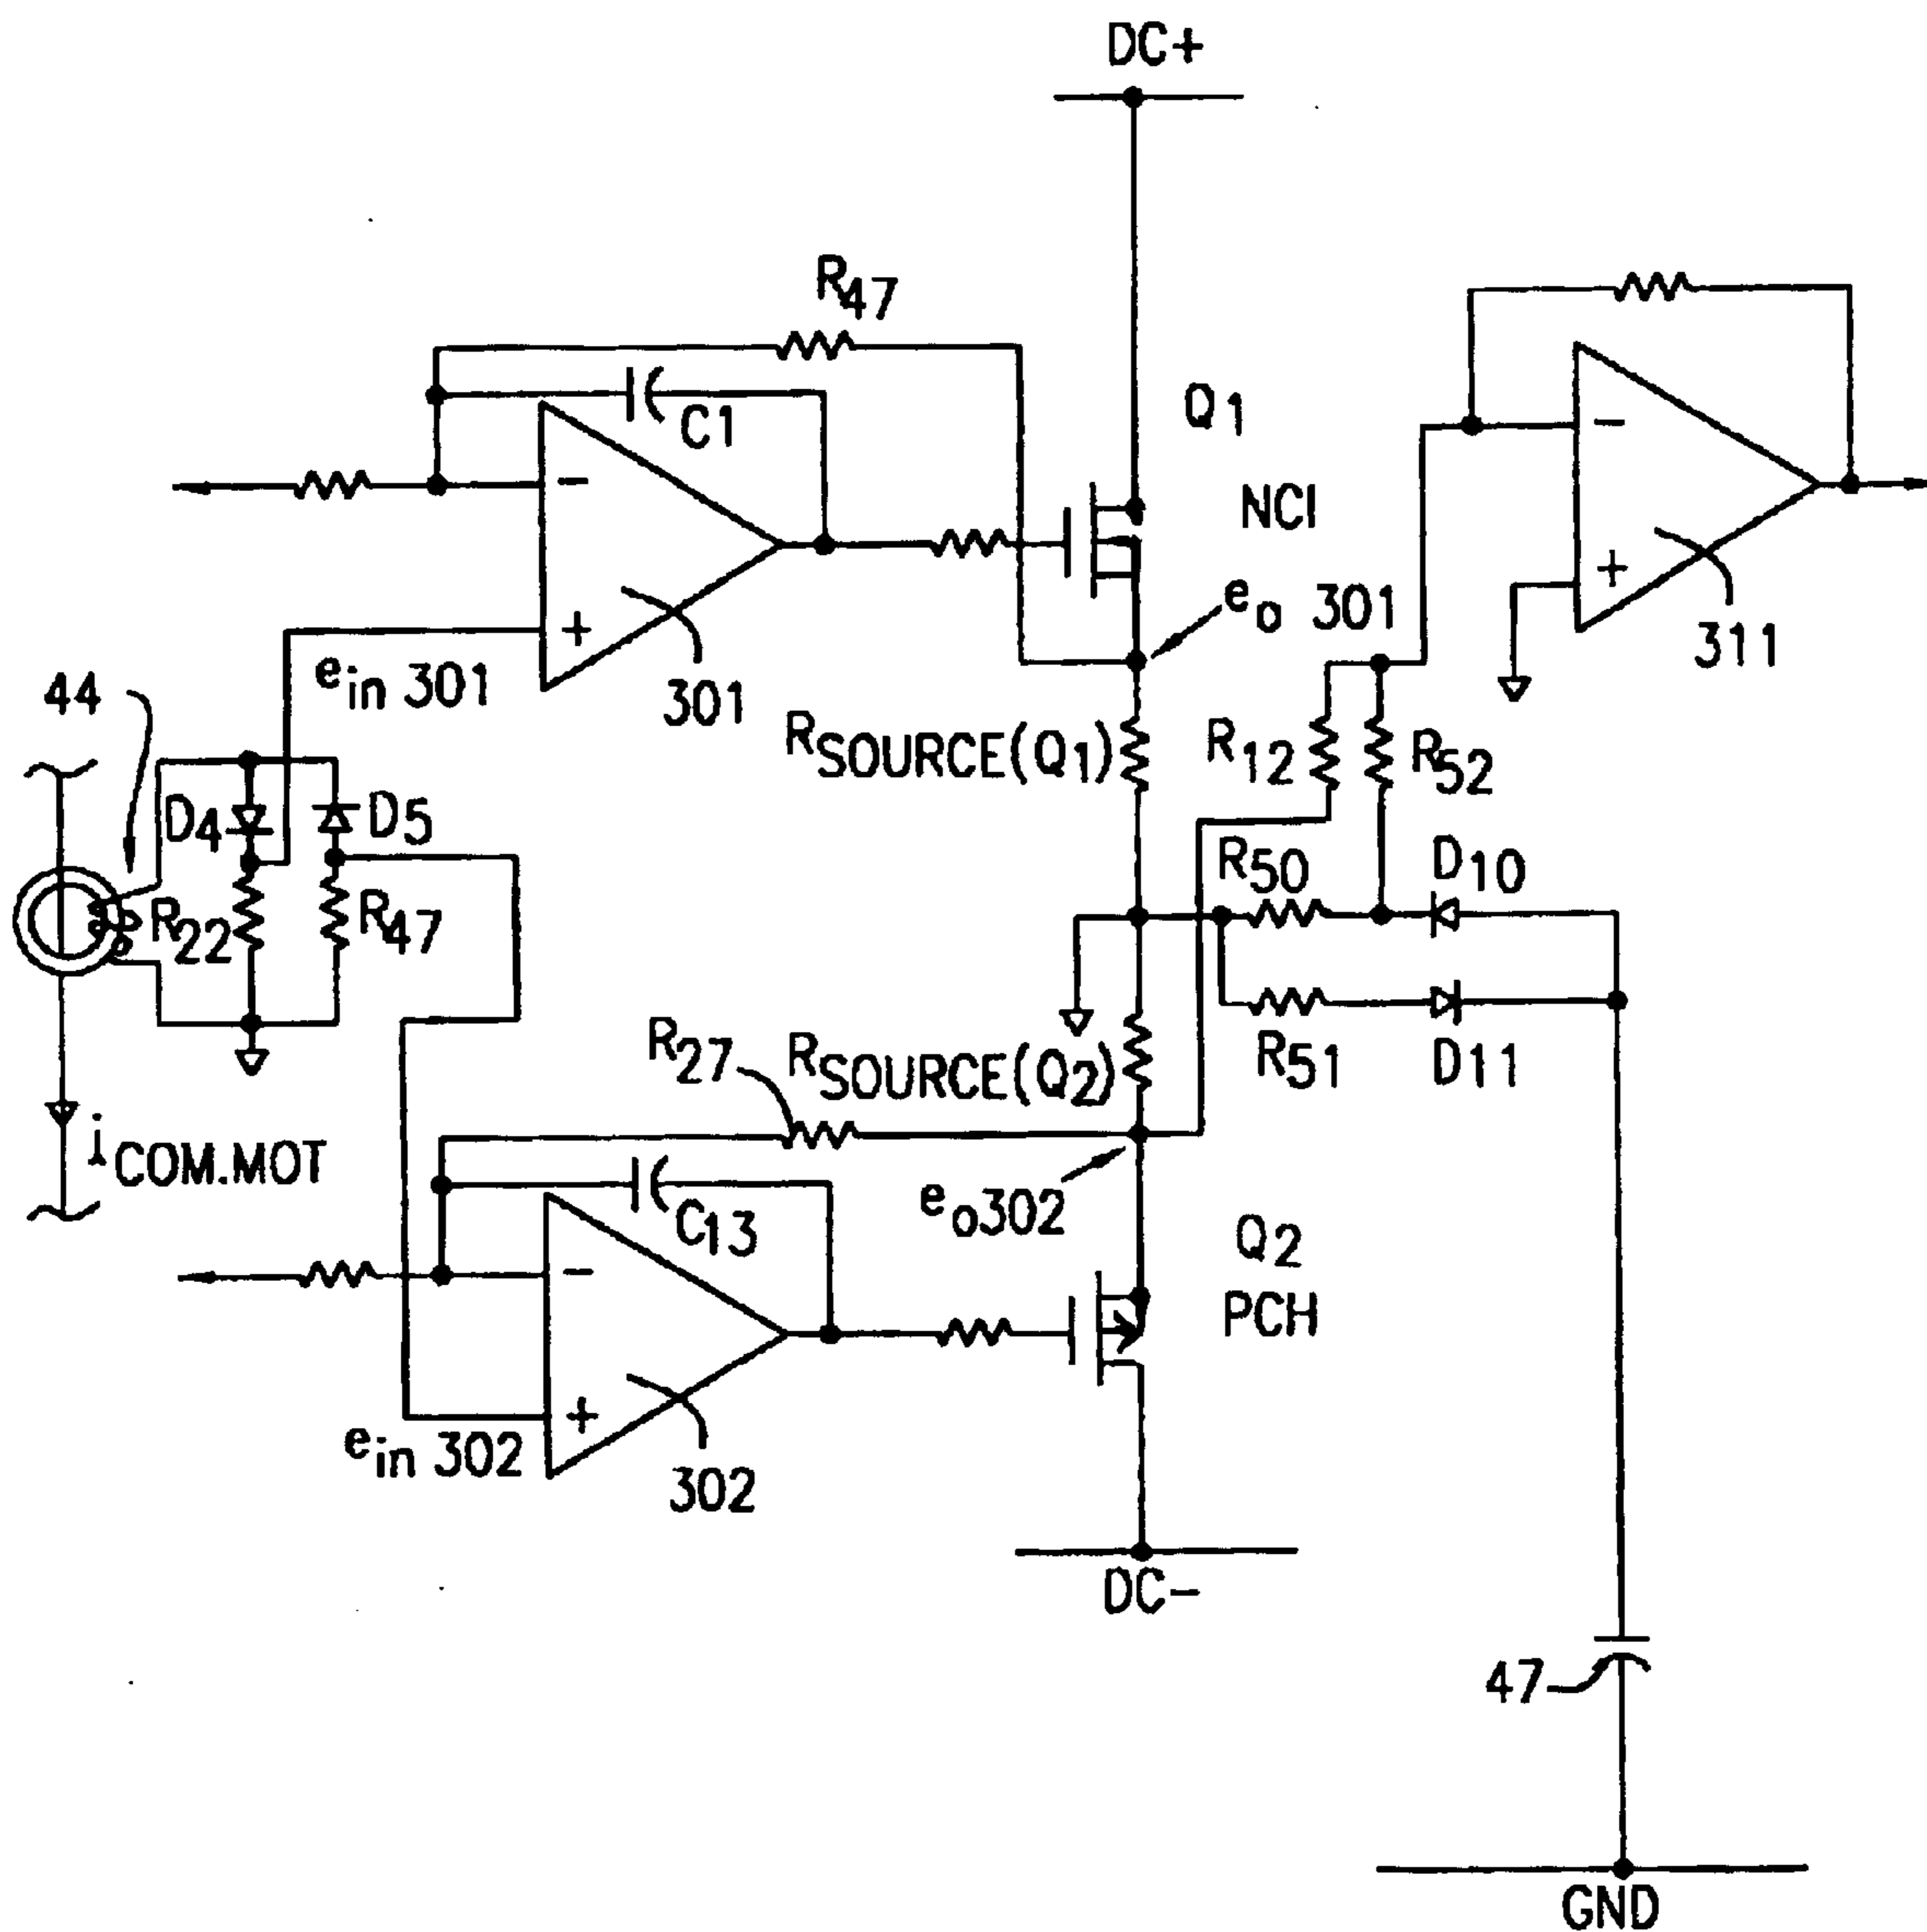 DC+
R47
C1
Q1
NCI
-
+
-
+
eo 301
311
ein 301
301
44
RSOURCE(Q1)
R12
R52
D4
D5
R50
D10
R22
R47
R51
D11
R27
RSOURCE(Q2)
iCOM.MOT
eo302
C13
Q2
PCH
-
+
ein 302
302
DC-
47
GND